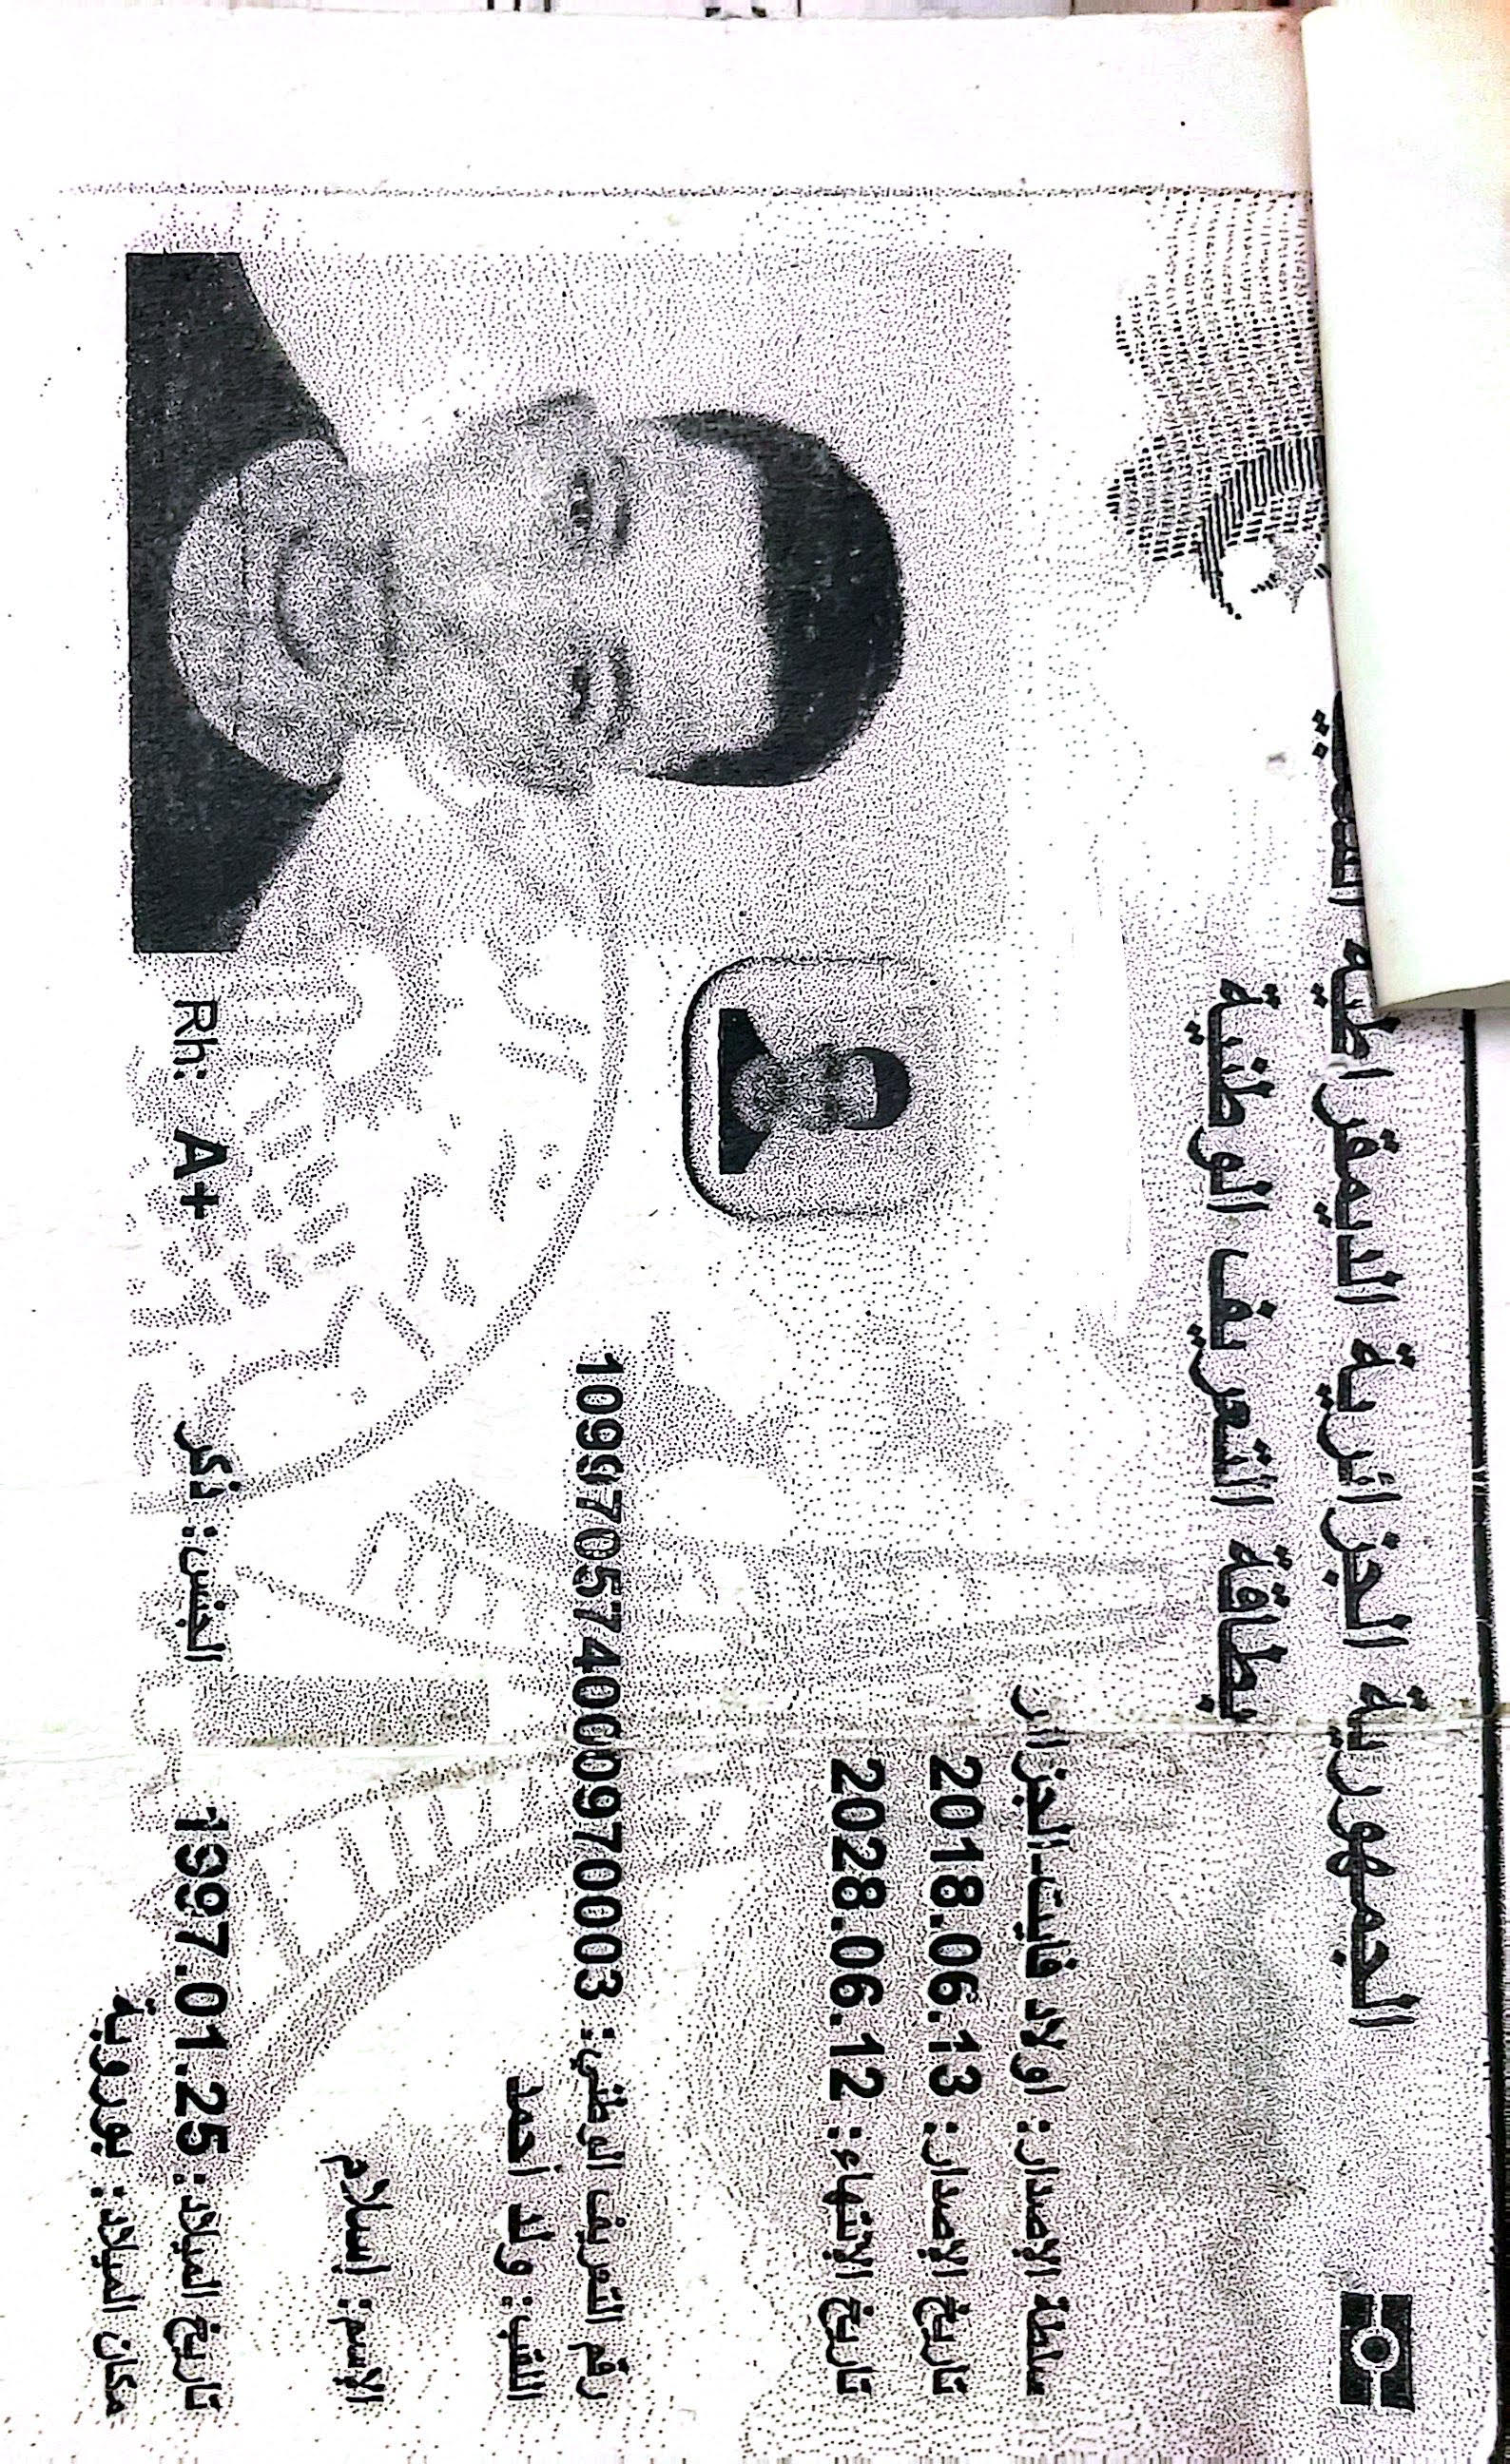 الجمهورية الجزائرية الديمقراطية
بطاقة التعريف الوطنية
سلطة الإصدار: اولاد فايت-الجزائر
تاريخ الإصدار: 2018.06.13
تاريخ الإنتهاء: 2028.06.12
رقم التعريف الوطني: 109970574000970003
اللقب: ولد أحمد
الإسم: إسلام
تاريخ الميلاد: 1997.01.25 الجنس: ذكر Rh: A+
مكان الميلاد: بوروبة